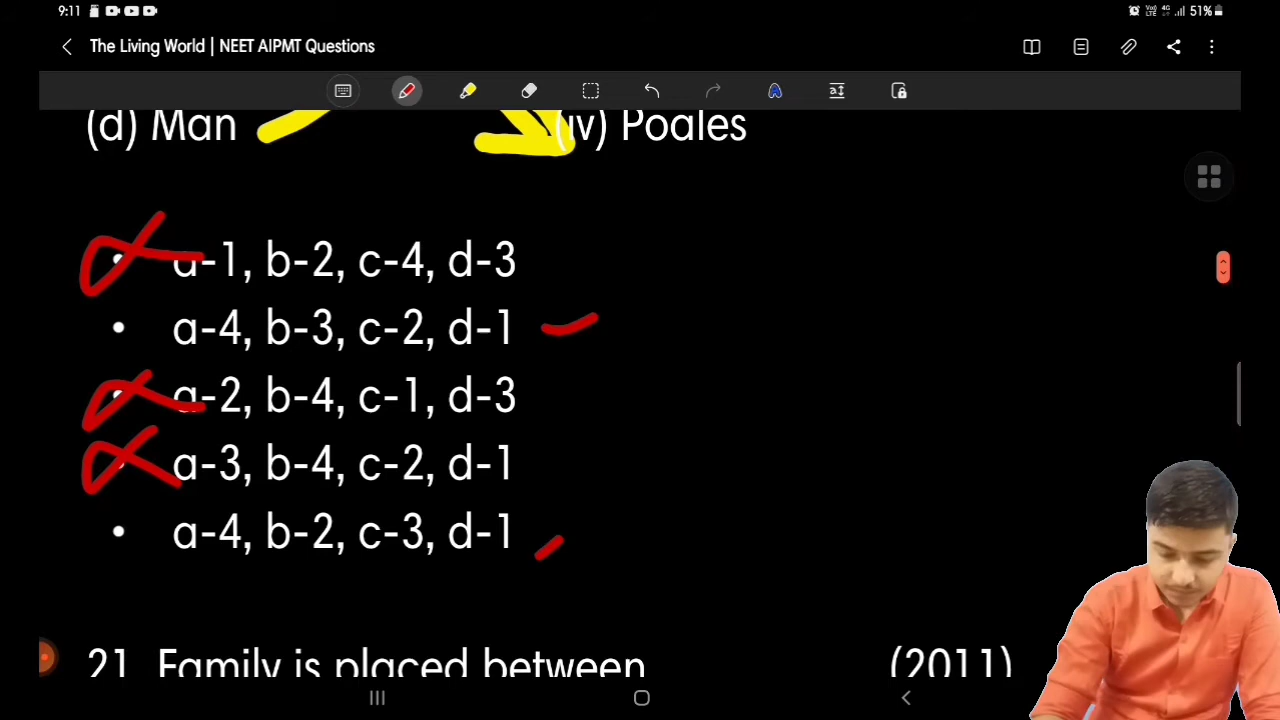 9:11 51%
The Living World | NEET AIPMT Questions
(d) Man (iv) Poales
• a-1, b-2, c-4, d-3
• a-4, b-3, c-2, d-1
• a-2, b-4, c-1, d-3
• a-3, b-4, c-2, d-1
• a-4, b-2, c-3, d-1
21 Family is placed between (2011)